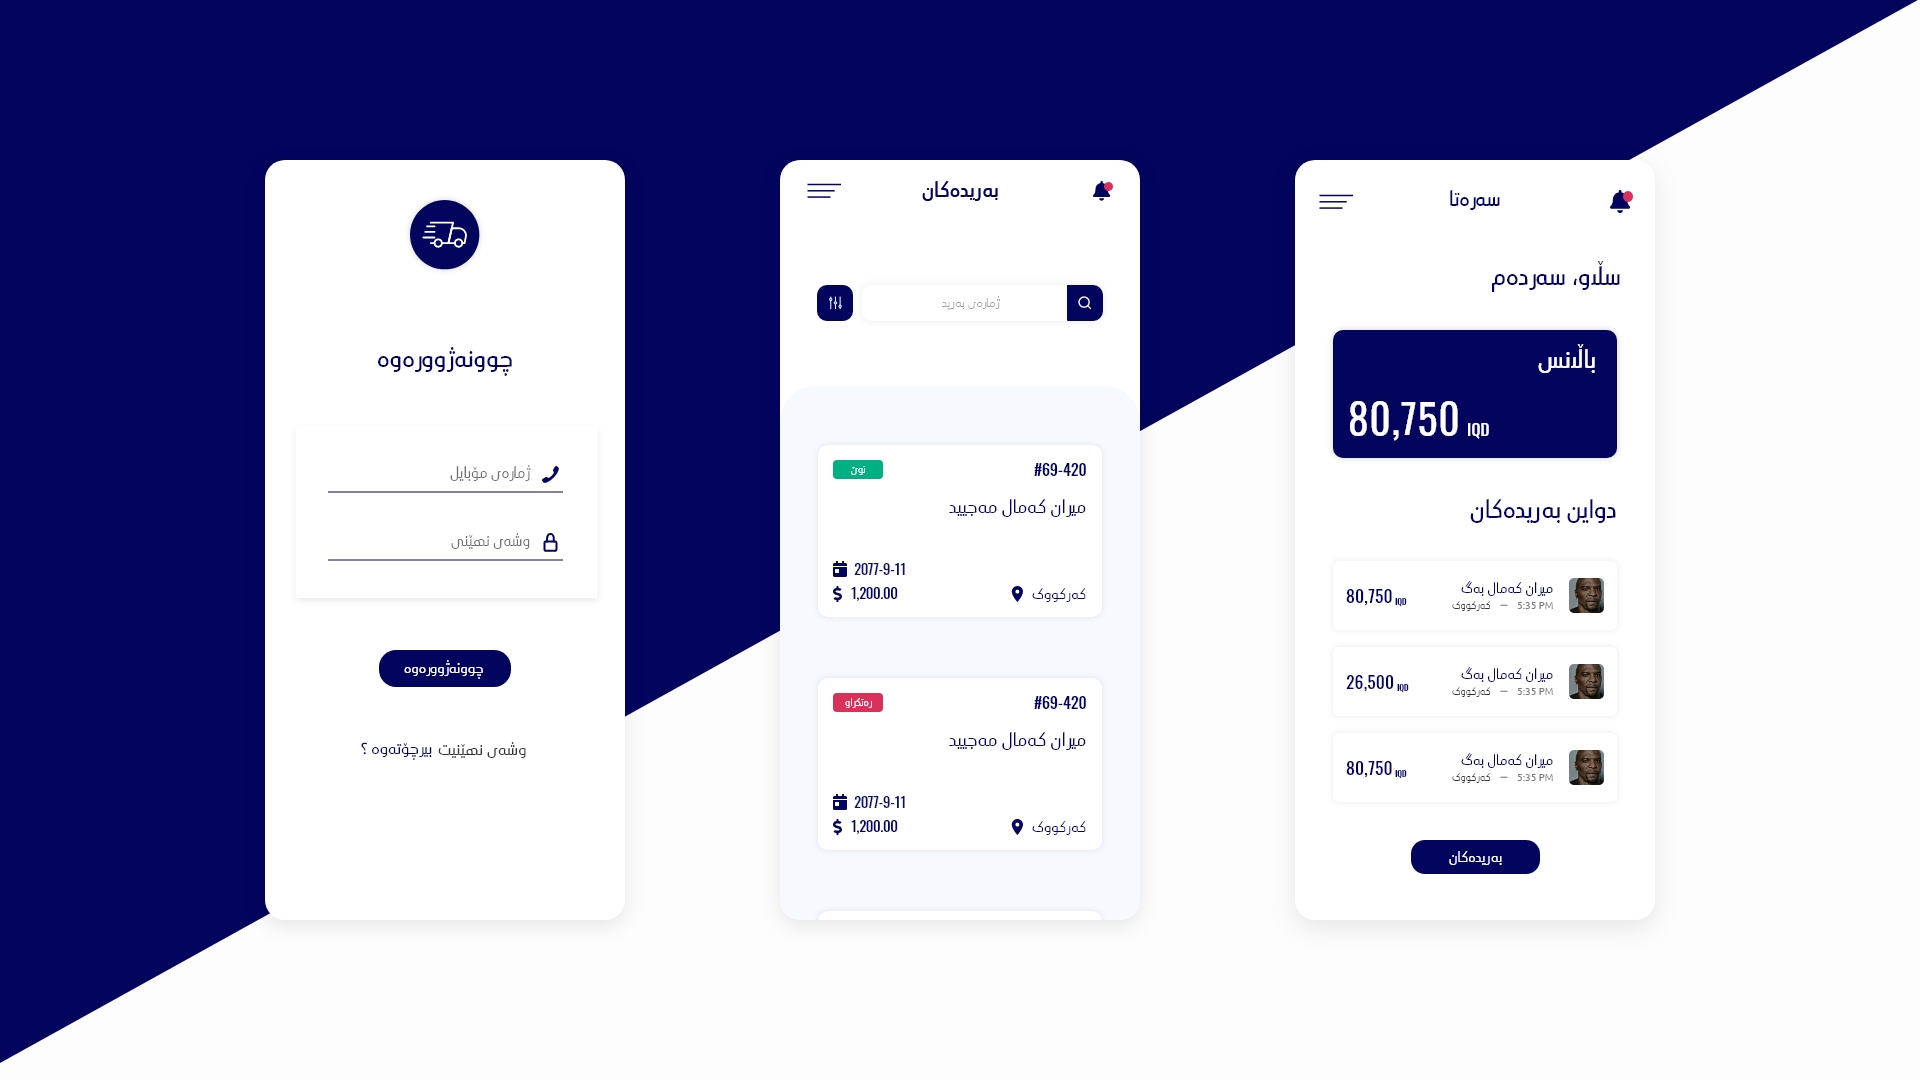 چوونەژوورەوە
ژمارەی مۆبایل
وشەی نهێنی
چوونەژوورەوە
وشەی نهێنیت بیرچۆتەوە ؟
بەریدەکان
ژمارەی بەرید
#69-420
نوێ
میران کەمال مەجیید
2077-9-11
کەرکووک
1,200.00
#69-420
رەتکراو
میران کەمال مەجیید
2077-9-11
کەرکووک
1,200.00
سەرەتا
سڵاو، سەردەم
باڵانس
80,750 IQD
دواین بەریدەکان
میران کەمال بەگ
5:35 PM – کەرکووک
80,750 IQD
میران کەمال بەگ
5:35 PM – کەرکووک
26,500 IQD
میران کەمال بەگ
5:35 PM – کەرکووک
80,750 IQD
بەریدەکان